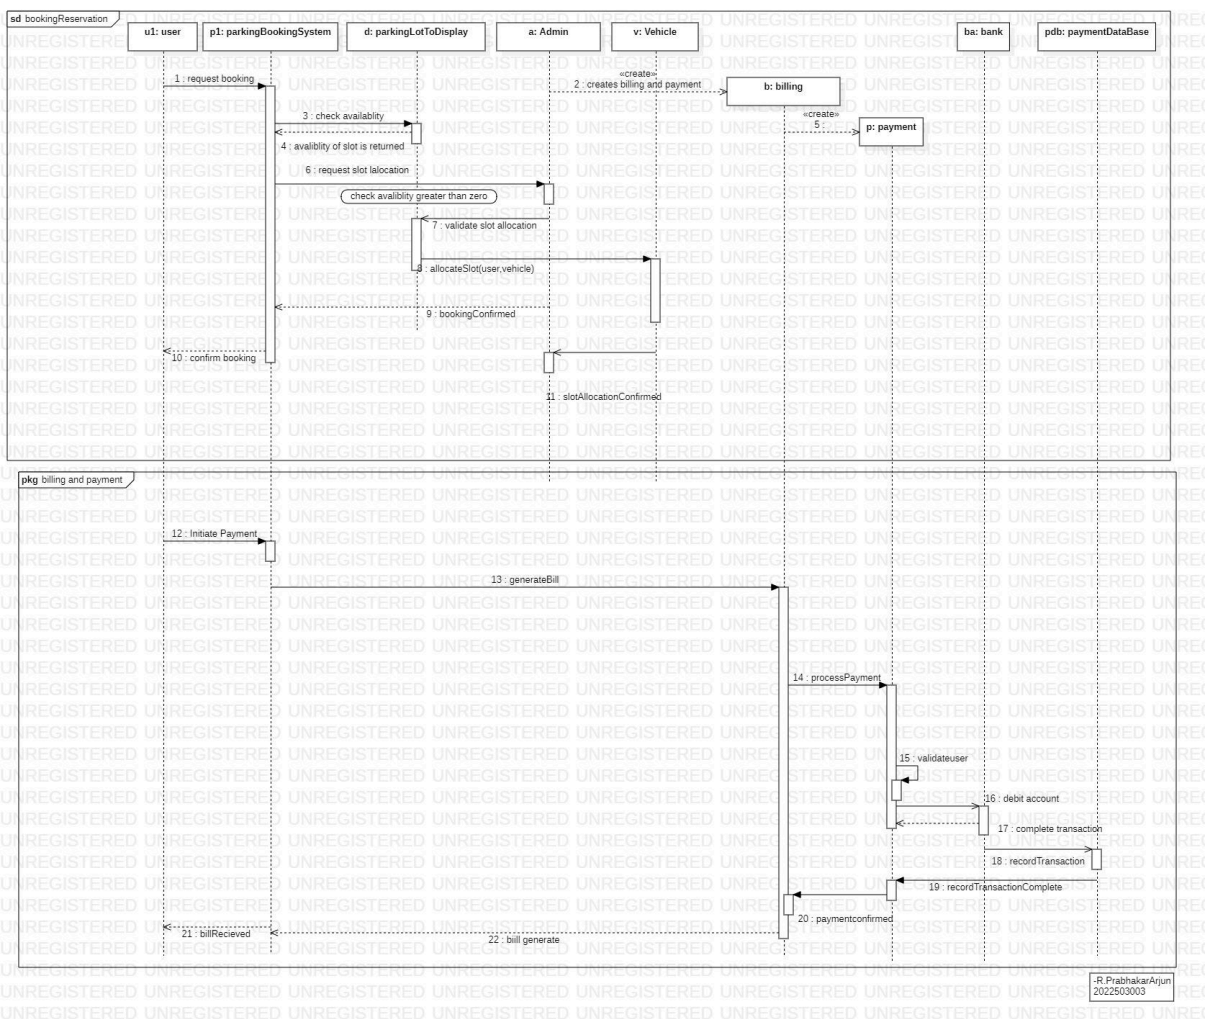 sd bookingReservation
u1: user
p1: parkingBookingSystem
d: parkingLotToDisplay
a: Admin
v: Vehicle
ba: bank
pdb: paymentDataBase
1 : request booking
«create»
2 : creates billing and payment
b: billing
«create»
5 :
p: payment
3 : check availablity
4 : avaliblity of slot is returned
6 : request slot lalocation
check avaliblity greater than zero
7 : validate slot allocation
8 : allocateSlot(user,vehicle)
9 : bookingConfirmed
10 : confirm booking
11 : slotAllocationConfirmed
pkg billing and payment
12 : Initiate Payment
13 : generateBill
14 : processPayment
15 : validateuser
16 : debit account
17 : complete transaction
18 : recordTransaction
19 : recordTransactionComplete
20 : paymentconfirmed
21 : billRecieved
22 : biill generate
-R.PrabhakarArjun
2022503003
UNREGISTERED